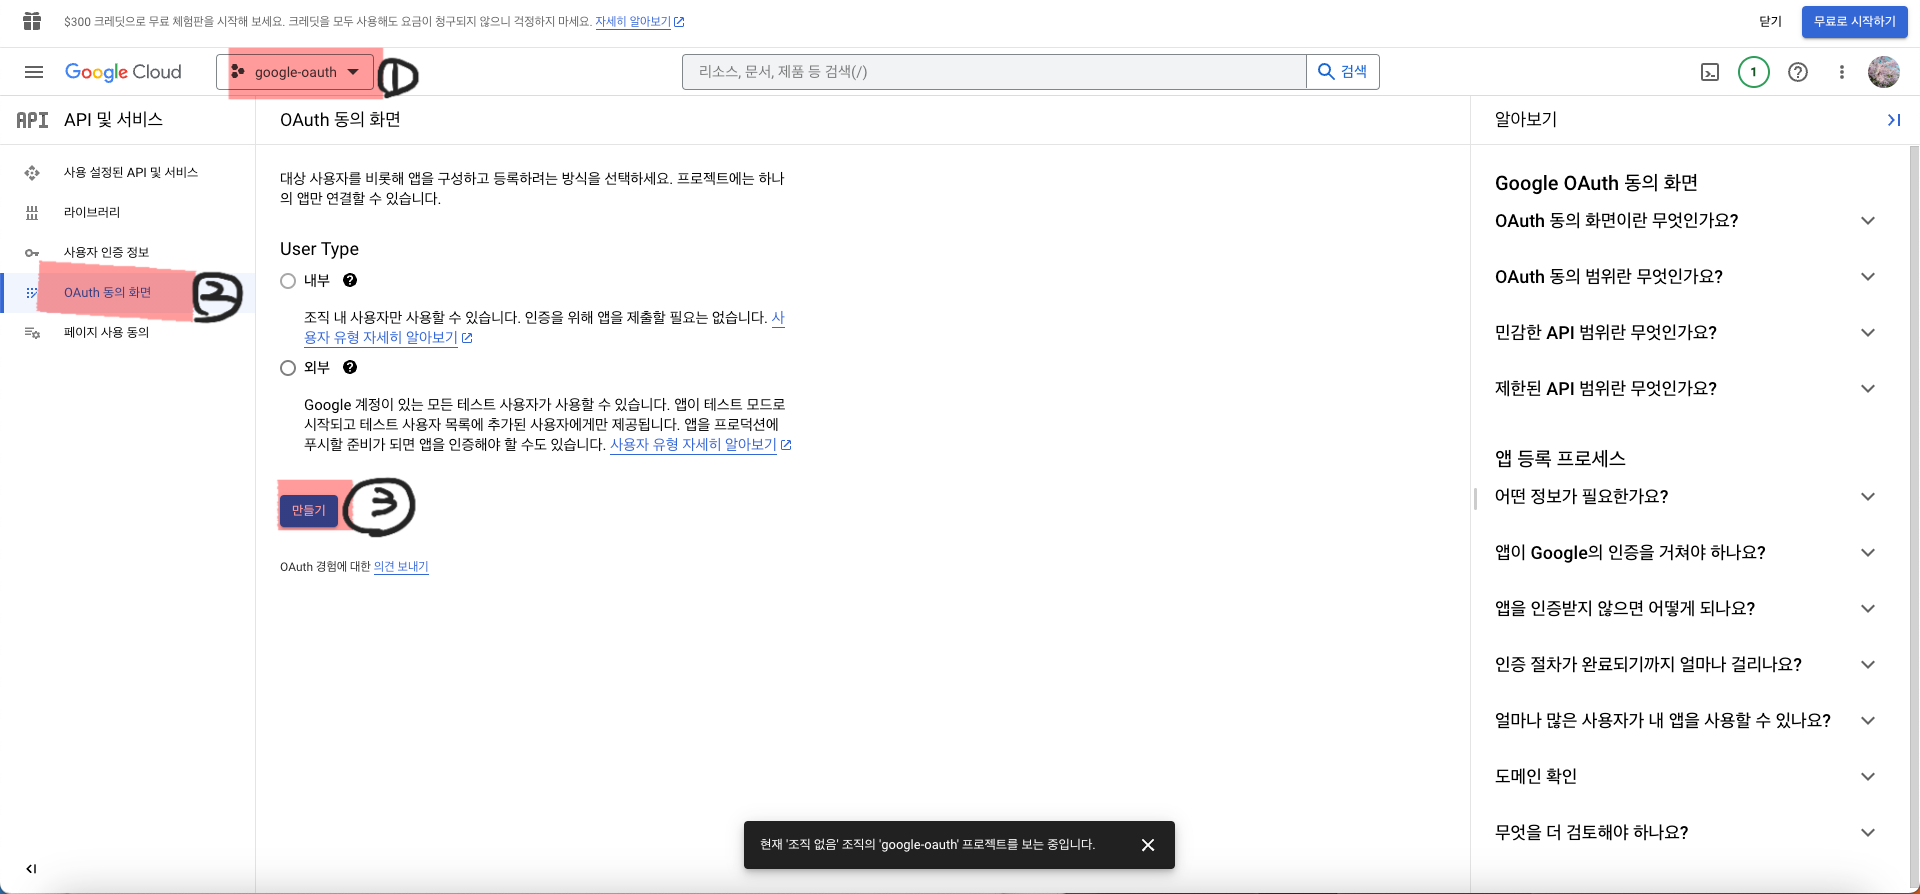 $300 크레딧으로 무료 체험판을 시작해 보세요. 크레딧을 모두 사용해도 요금이 청구되지 않으니 걱정하지 마세요. 자세히 알아보기
닫기
무료로 시작하기
Google Cloud
google-oauth
①
리소스, 문서, 제품 등 검색(/)
검색
1
API API 및 서비스
사용 설정된 API 및 서비스
라이브러리
사용자 인증 정보
OAuth 동의 화면
②
페이지 사용 동의
OAuth 동의 화면
대상 사용자를 비롯해 앱을 구성하고 등록하려는 방식을 선택하세요. 프로젝트에는 하나
의 앱만 연결할 수 있습니다.
User Type
내부
조직 내 사용자만 사용할 수 있습니다. 인증을 위해 앱을 제출할 필요는 없습니다. 사
용자 유형 자세히 알아보기
외부
Google 계정이 있는 모든 테스트 사용자가 사용할 수 있습니다. 앱이 테스트 모드로
시작되고 테스트 사용자 목록에 추가된 사용자에게만 제공됩니다. 앱을 프로덕션에
푸시할 준비가 되면 앱을 인증해야 할 수도 있습니다. 사용자 유형 자세히 알아보기
만들기
③
OAuth 경험에 대한 의견 보내기
알아보기
Google OAuth 동의 화면
OAuth 동의 화면이란 무엇인가요?
OAuth 동의 범위란 무엇인가요?
민감한 API 범위란 무엇인가요?
제한된 API 범위란 무엇인가요?
앱 등록 프로세스
어떤 정보가 필요한가요?
앱이 Google의 인증을 거쳐야 하나요?
앱을 인증받지 않으면 어떻게 되나요?
인증 절차가 완료되기까지 얼마나 걸리나요?
얼마나 많은 사용자가 내 앱을 사용할 수 있나요?
도메인 확인
무엇을 더 검토해야 하나요?
현재 '조직 없음' 조직의 'google-oauth' 프로젝트를 보는 중입니다.